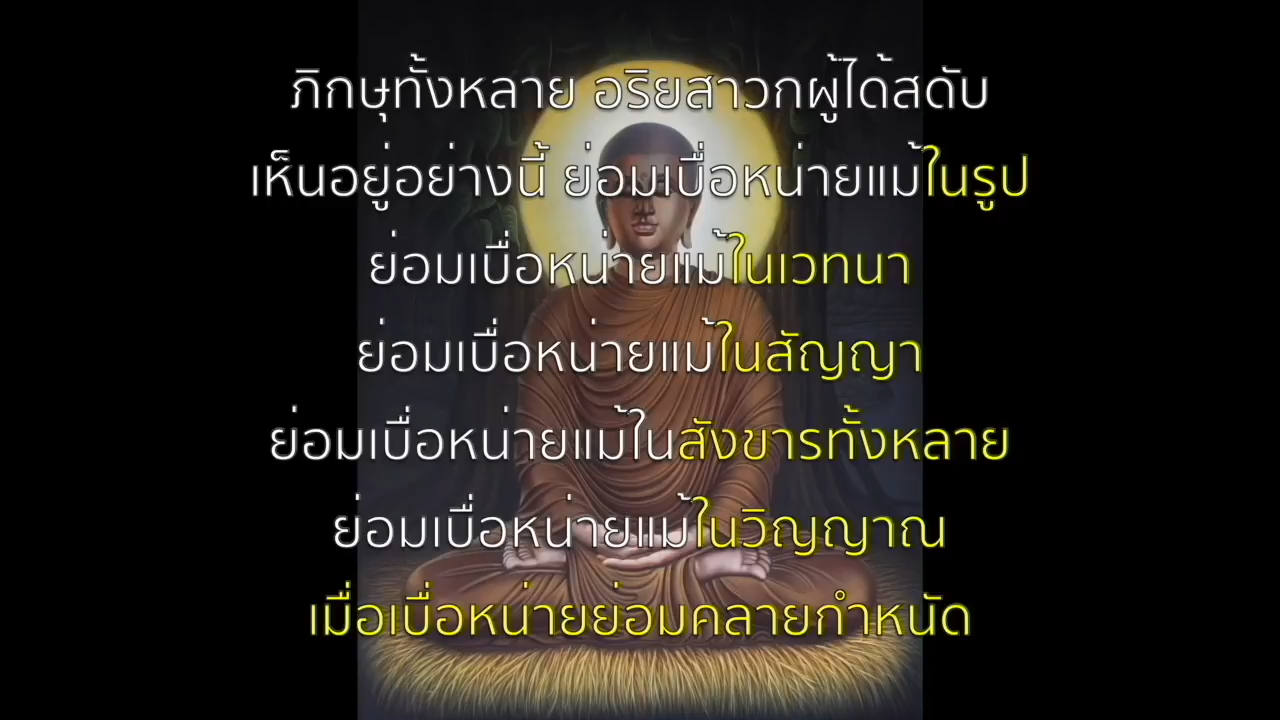 ภิกษุทั้งหลาย อริยสาวกผู้ได้สดับ
เห็นอยู่อย่างนี้ ย่อมเบื่อหน่ายแม้ในรูป
ย่อมเบื่อหน่ายแม้ในเวทนา
ย่อมเบื่อหน่ายแม้ในสัญญา
ย่อมเบื่อหน่ายแม้ในสังขารทั้งหลาย
ย่อมเบื่อหน่ายแม้ในวิญญาณ
เมื่อเบื่อหน่ายย่อมคลายกำหนัด